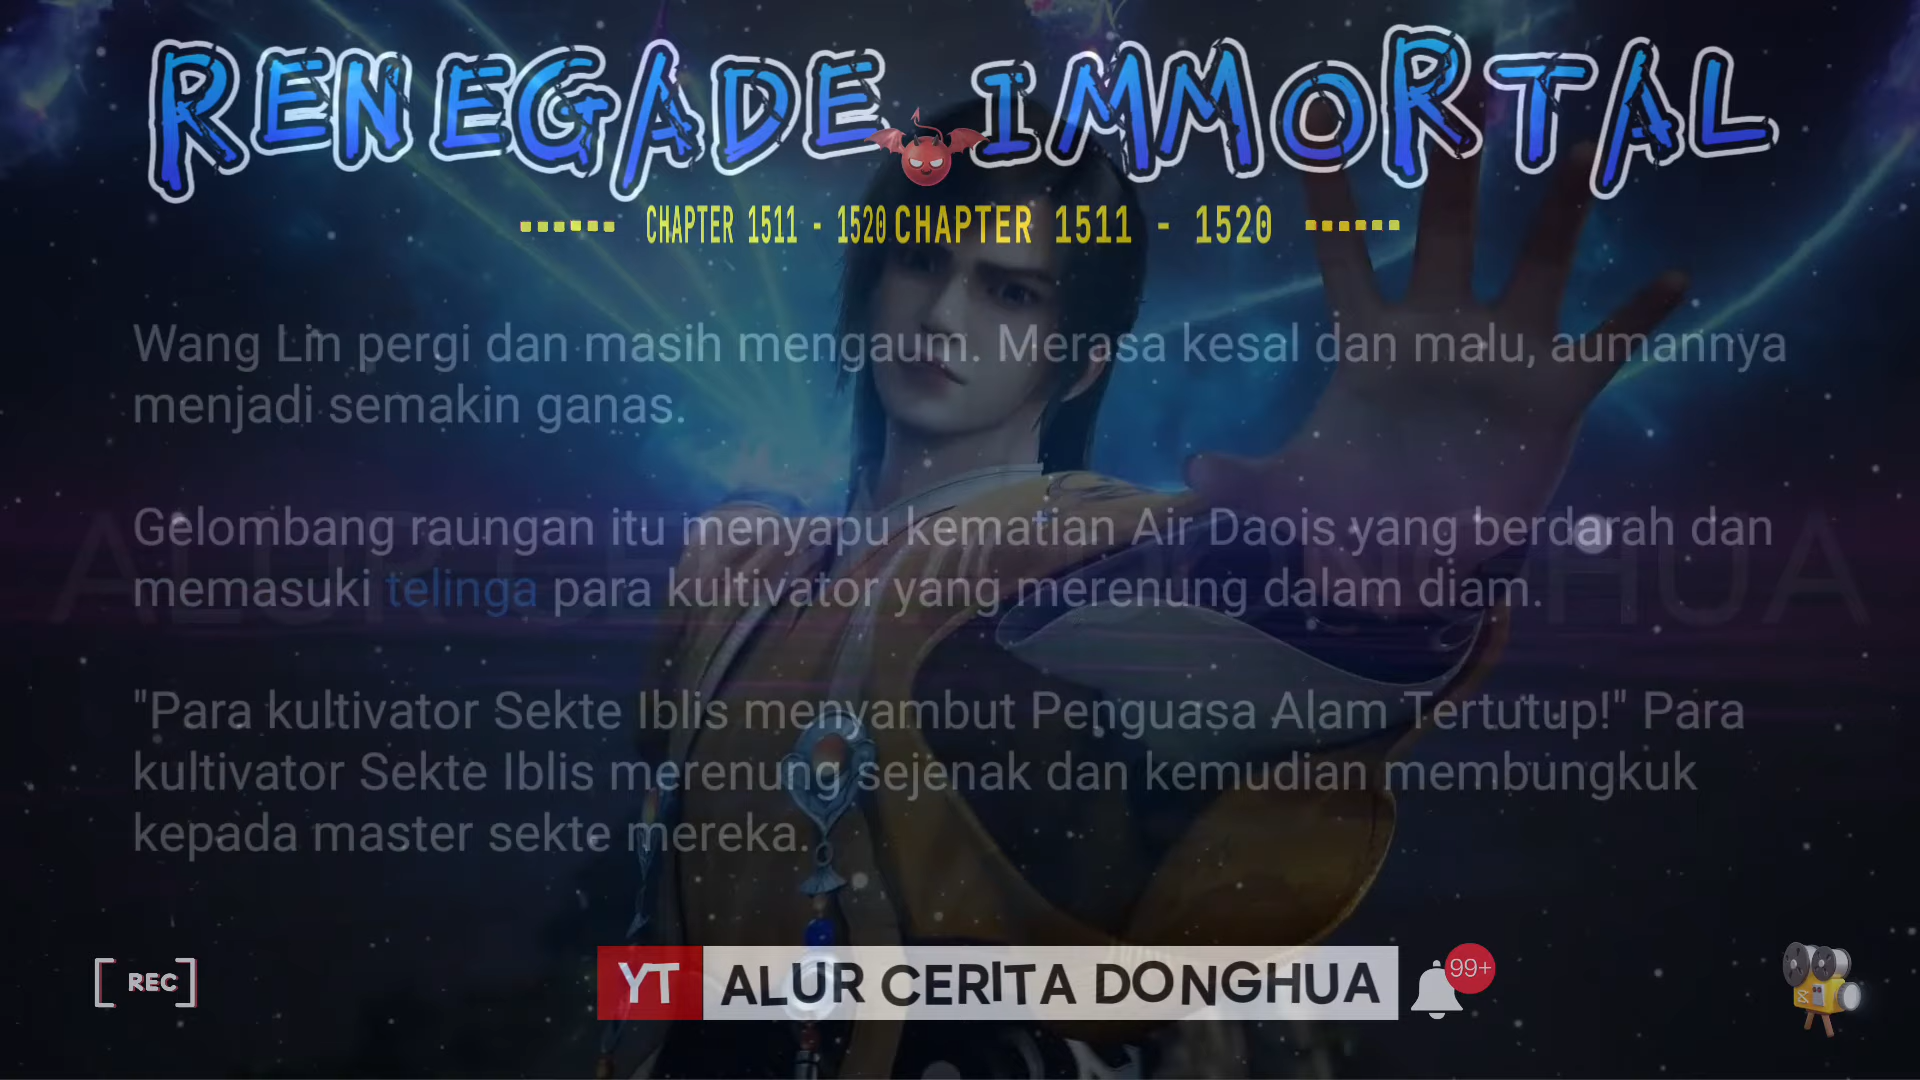 RENEGADE IMMORTAL
CHAPTER 1511 - 1520 CHAPTER 1511 - 1520
Wang Lin pergi dan masih mengaum. Merasa kesal dan malu, aumannya
menjadi semakin ganas.
Gelombang raungan itu menyapu kematian Air Daois yang berdarah dan
memasuki telinga para kultivator yang merenung dalam diam.
ALUR CERITA DONGHUA
"Para kultivator Sekte Iblis menyambut Penguasa Alam Tertutup!" Para
kultivator Sekte Iblis merenung sejenak dan kemudian membungkuk
kepada master sekte mereka.
REC
YT ALUR CERITA DONGHUA
99+